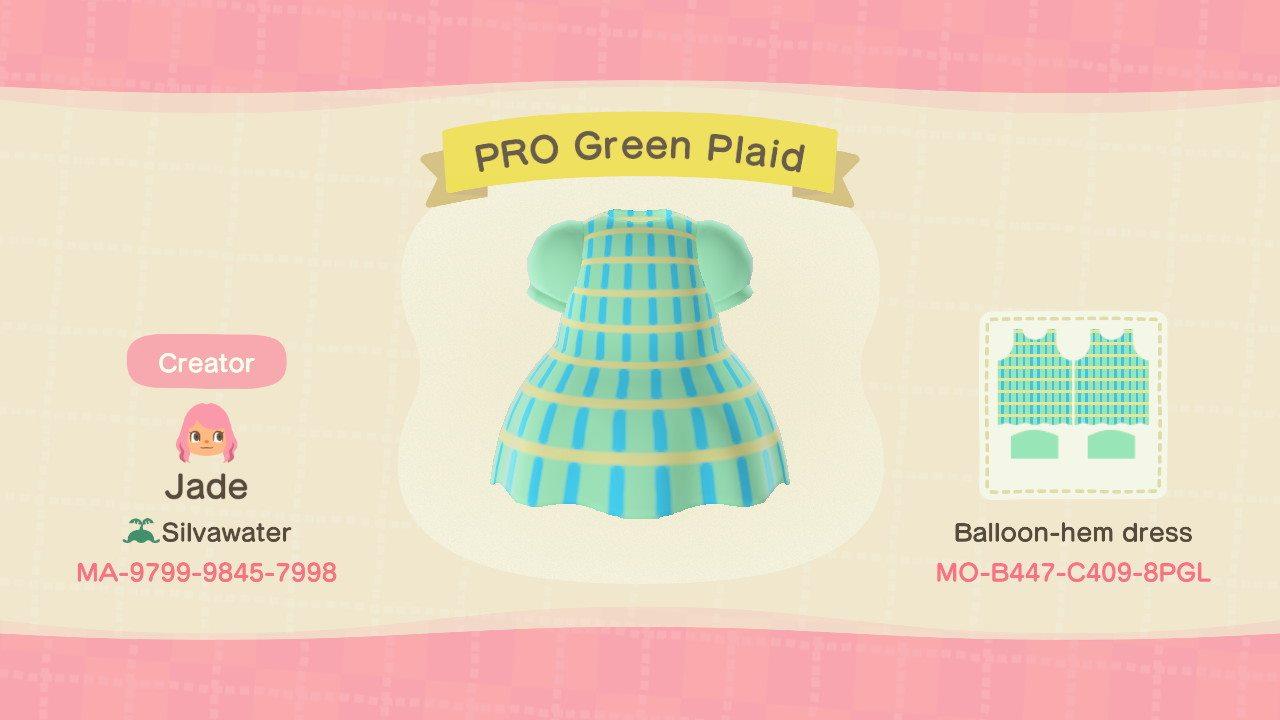 PRO Green Plaid
Creator
Jade
Silvawater
MA-9799-9845-7998
Balloon-hem dress
MO-B447-C409-8PGL